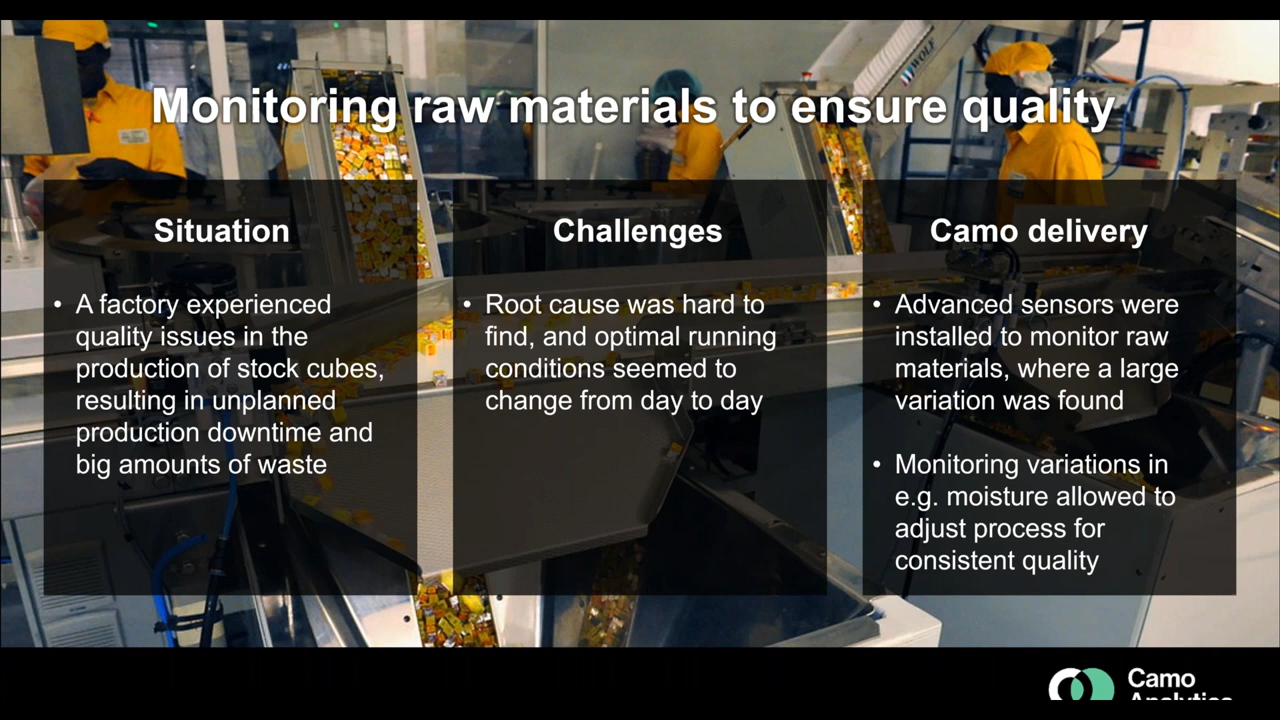 WOLF
Monitoring raw materials to ensure quality
Situation
• A factory experienced
quality issues in the
production of stock cubes,
resulting in unplanned
production downtime and
big amounts of waste
Challenges
• Root cause was hard to
find, and optimal running
conditions seemed to
change from day to day
Camo delivery
• Advanced sensors were
installed to monitor raw
materials, where a large
variation was found
• Monitoring variations in
e.g. moisture allowed to
adjust process for
consistent quality
Camo
Analytics